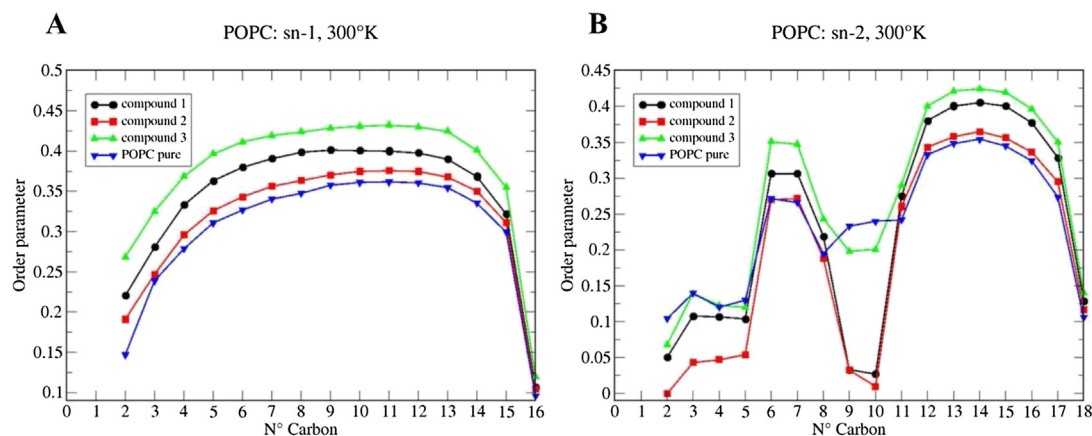 A
POPC: sn-1, 300°K
0.5
0.45
0.4
0.35
0.3
0.25
0.2
0.15
0.1
Order parameter
compound 1
compound 2
compound 3
POPC pure
0 1 2 3 4 5 6 7 8 9 10 11 12 13 14 15 16
N° Carbon
B
POPC: sn-2, 300°K
0.45
0.4
0.35
0.3
0.25
0.2
0.15
0.1
0.05
0
Order parameter
compound 1
compound 2
compound 3
POPC pure
0 1 2 3 4 5 6 7 8 9 10 11 12 13 14 15 16 17 18
N° Carbon